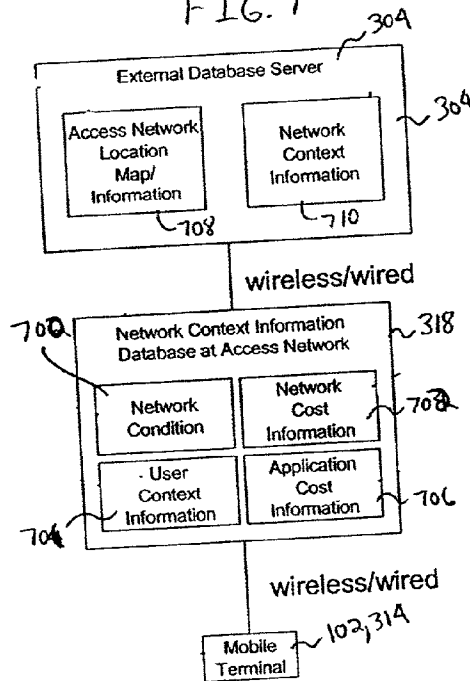 FIG. 7
304
External Database Server
304
Access Network
Location
Map/
Information
708
Network
Context
Information
710
wireless/wired
700
Network Context Information
Database at Access Network
318
Network
Condition
Network
Cost
Information
702
User
Context
Information
704
Application
Cost
Information
706
wireless/wired
Mobile
Terminal
102,314